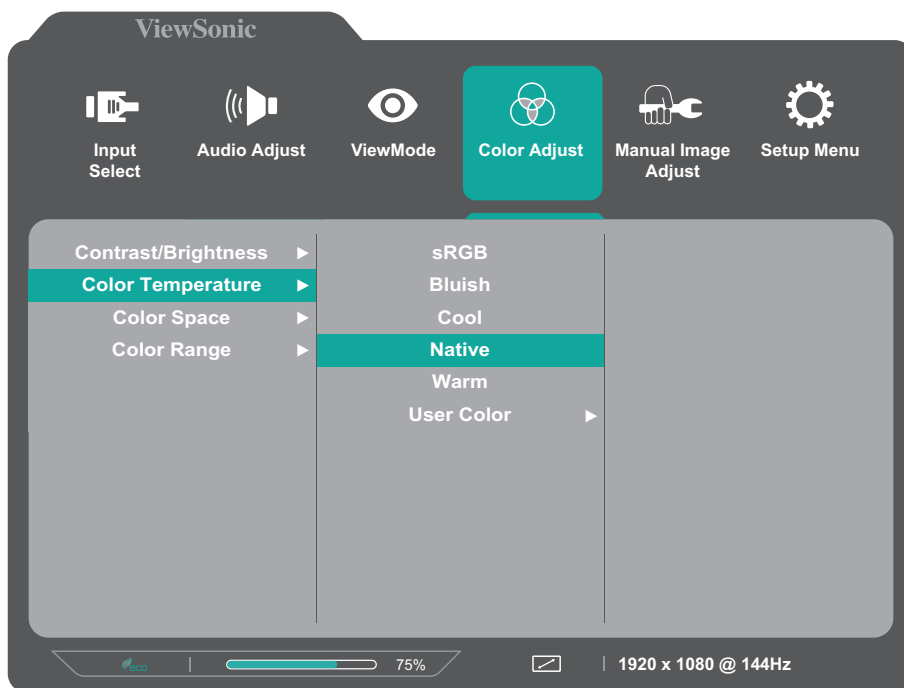 ViewSonic
Input
Select
Audio Adjust
ViewMode
Color Adjust
Manual Image
Adjust
Setup Menu
Contrast/Brightness
Color Temperature
Color Space
Color Range
sRGB
Bluish
Cool
Native
Warm
User Color
eco
75%
1920 x 1080 @ 144Hz